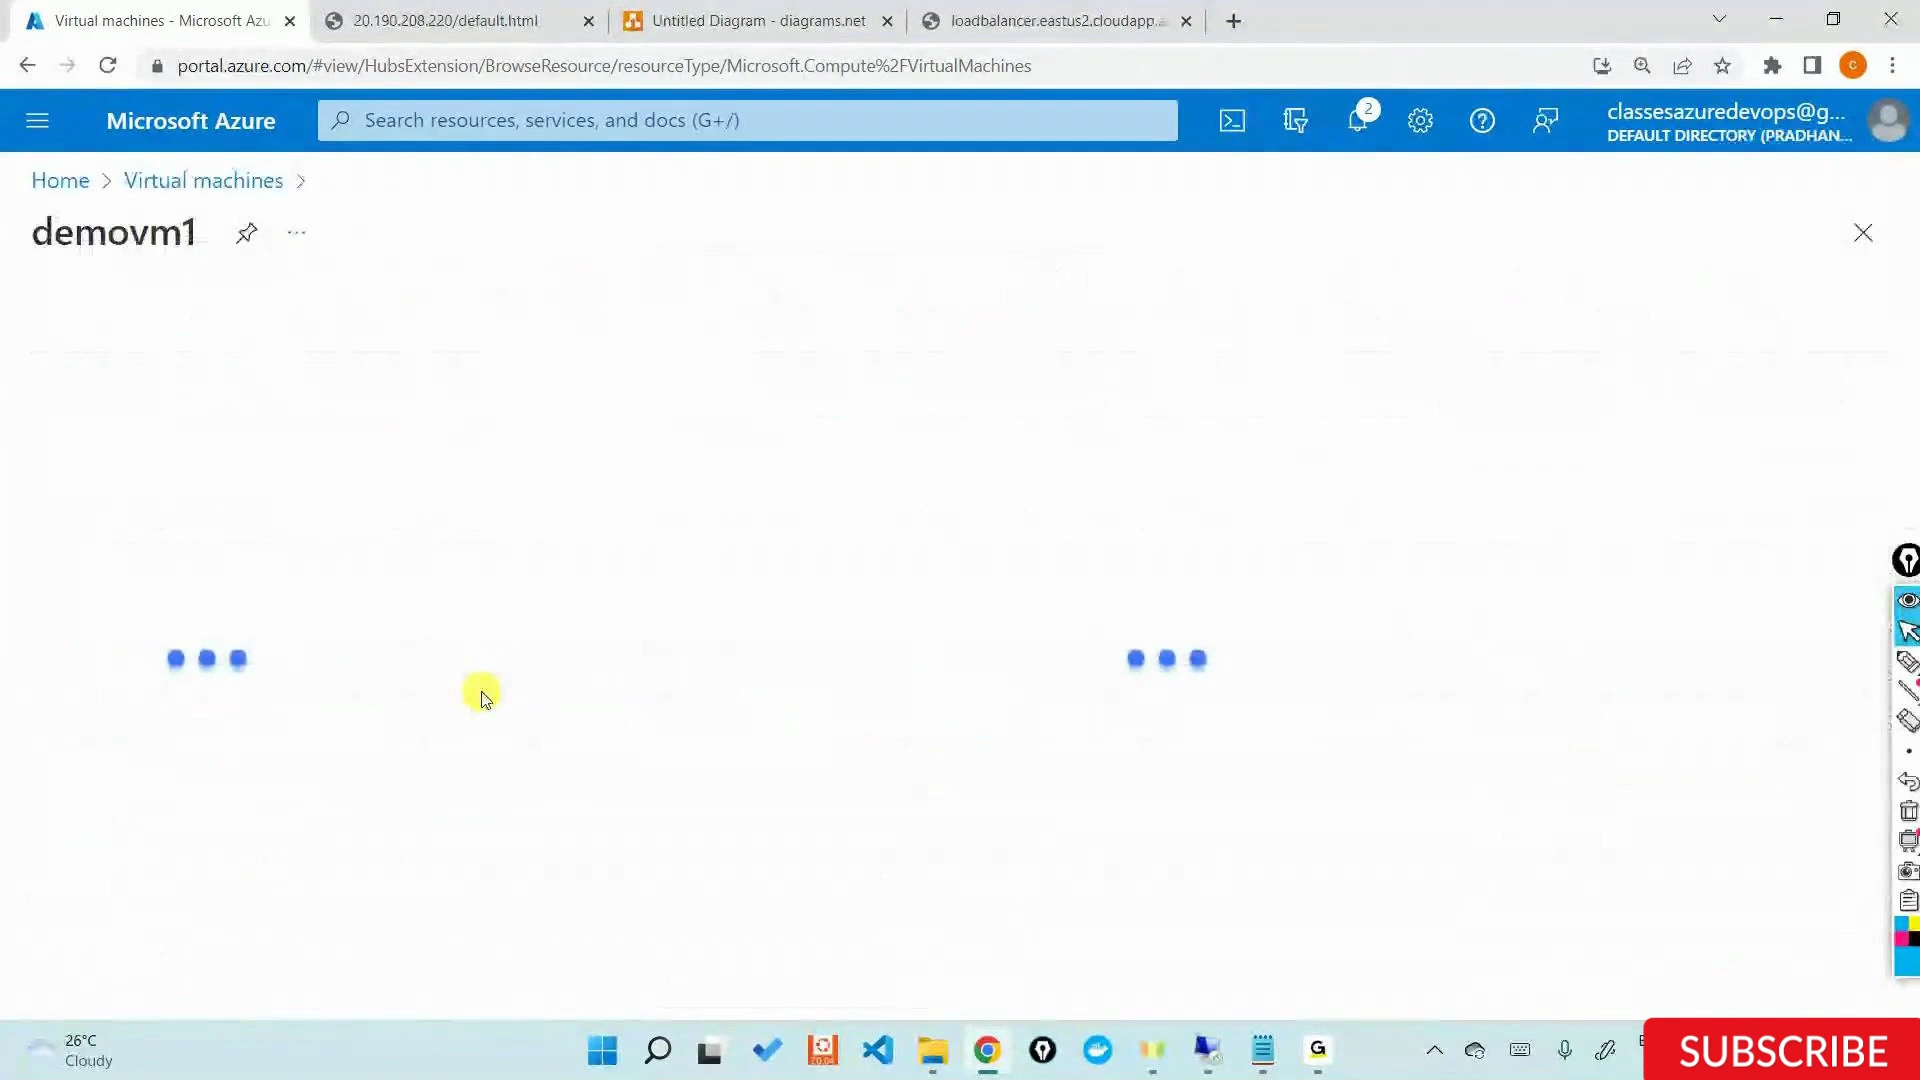 Virtual machines - Microsoft Azu
20.190.208.220/default.html
Untitled Diagram - diagrams.net
loadbalancer.eastus2.cloudapp.a
portal.azure.com/#view/HubsExtension/BrowseResource/resourceType/Microsoft.Compute%2FVirtualMachines
C
Microsoft Azure
Search resources, services, and docs (G+/)
2
classesazuredevops@g...
DEFAULT DIRECTORY (PRADHAN...
Home > Virtual machines >
demovm1
26°C
Cloudy
20.04
G
SUBSCRIBE